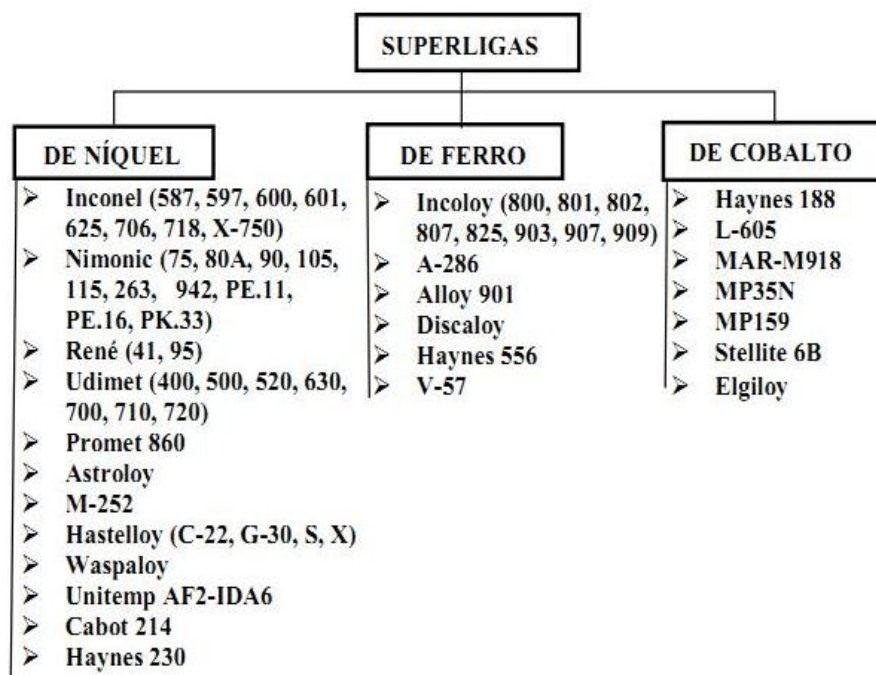 SUPERLIGAS
DE NÍQUEL
➢ Inconel (587, 597, 600, 601,
625, 706, 718, X-750)
➢ Nimonic (75, 80A, 90, 105,
115, 263, 942, PE.11,
PE.16, PK.33)
➢ René (41, 95)
➢ Udimet (400, 500, 520, 630,
700, 710, 720)
➢ Promet 860
➢ Astroloy
➢ M-252
➢ Hastelloy (C-22, G-30, S, X)
➢ Waspaloy
➢ Unitemp AF2-IDA6
➢ Cabot 214
➢ Haynes 230
DE FERRO
➢ Incoloy (800, 801, 802,
807, 825, 903, 907, 909)
➢ A-286
➢ Alloy 901
➢ Discaloy
➢ Haynes 556
➢ V-57
DE COBALTO
➢ Haynes 188
➢ L-605
➢ MAR-M918
➢ MP35N
➢ MP159
➢ Stellite 6B
➢ Elgiloy